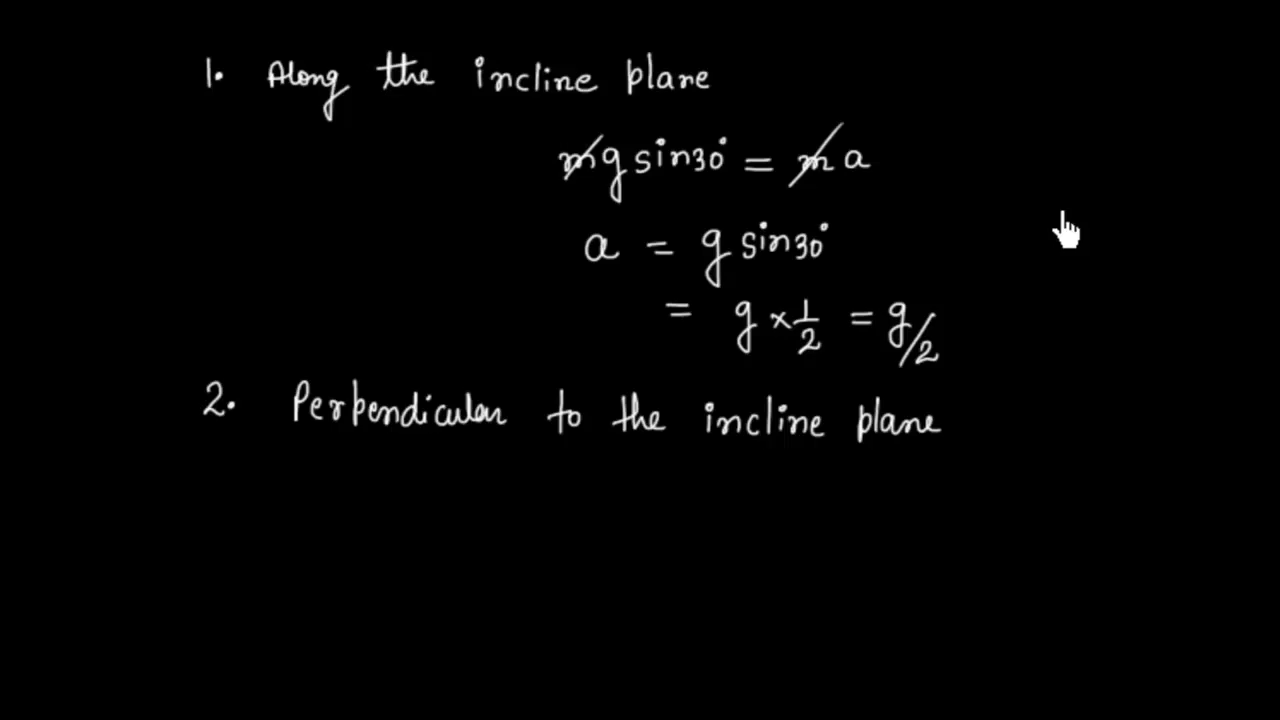 1. Along the incline plane
mg sin30° = ma
a = g sin30°
= g × 1/2 = g/2
2. Perpendicular to the incline plane